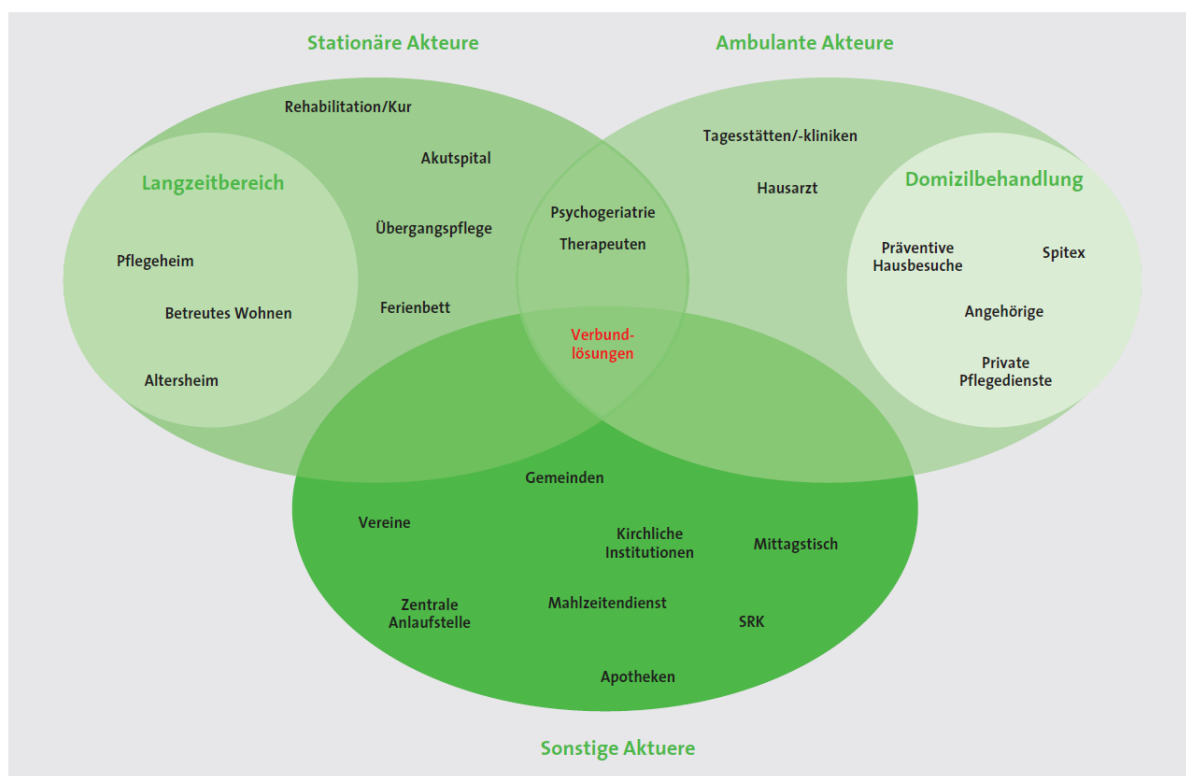 Stationäre Akteure
Ambulante Akteure
Rehabilitation/Kur
Akutspital
Langzeitbereich
Übergangspflege
Pflegeheim
Betreutes Wohnen
Ferienbett
Altersheim
Psychogeriatrie
Therapeuten
Verbund-
lösungen
Tagesstätten/-kliniken
Hausarzt
Domizilbehandlung
Präventive
Hausbesuche
Spitex
Angehörige
Private
Pflegedienste
Gemeinden
Vereine
Kirchliche
Institutionen
Mittagstisch
Zentrale
Anlaufstelle
Mahlzeitendienst
SRK
Apotheken
Sonstige Aktuere